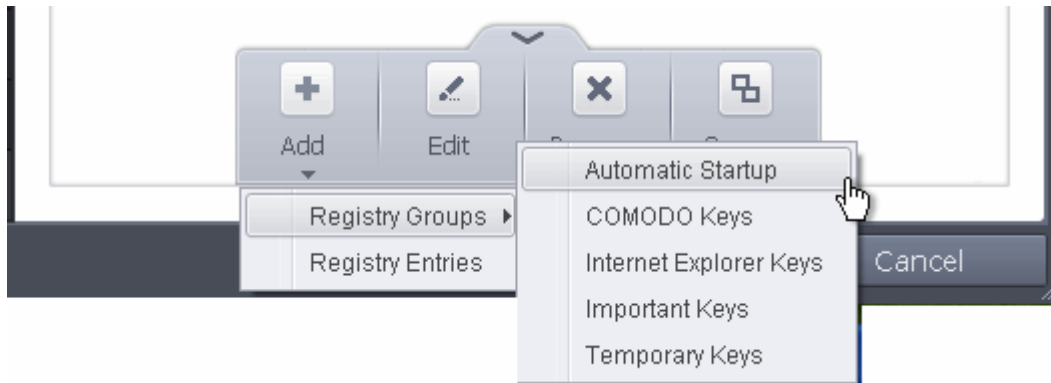 Add
Edit
Automatic Startup
Registry Groups
COMODO Keys
Registry Entries
Internet Explorer Keys
Cancel
Important Keys
Temporary Keys